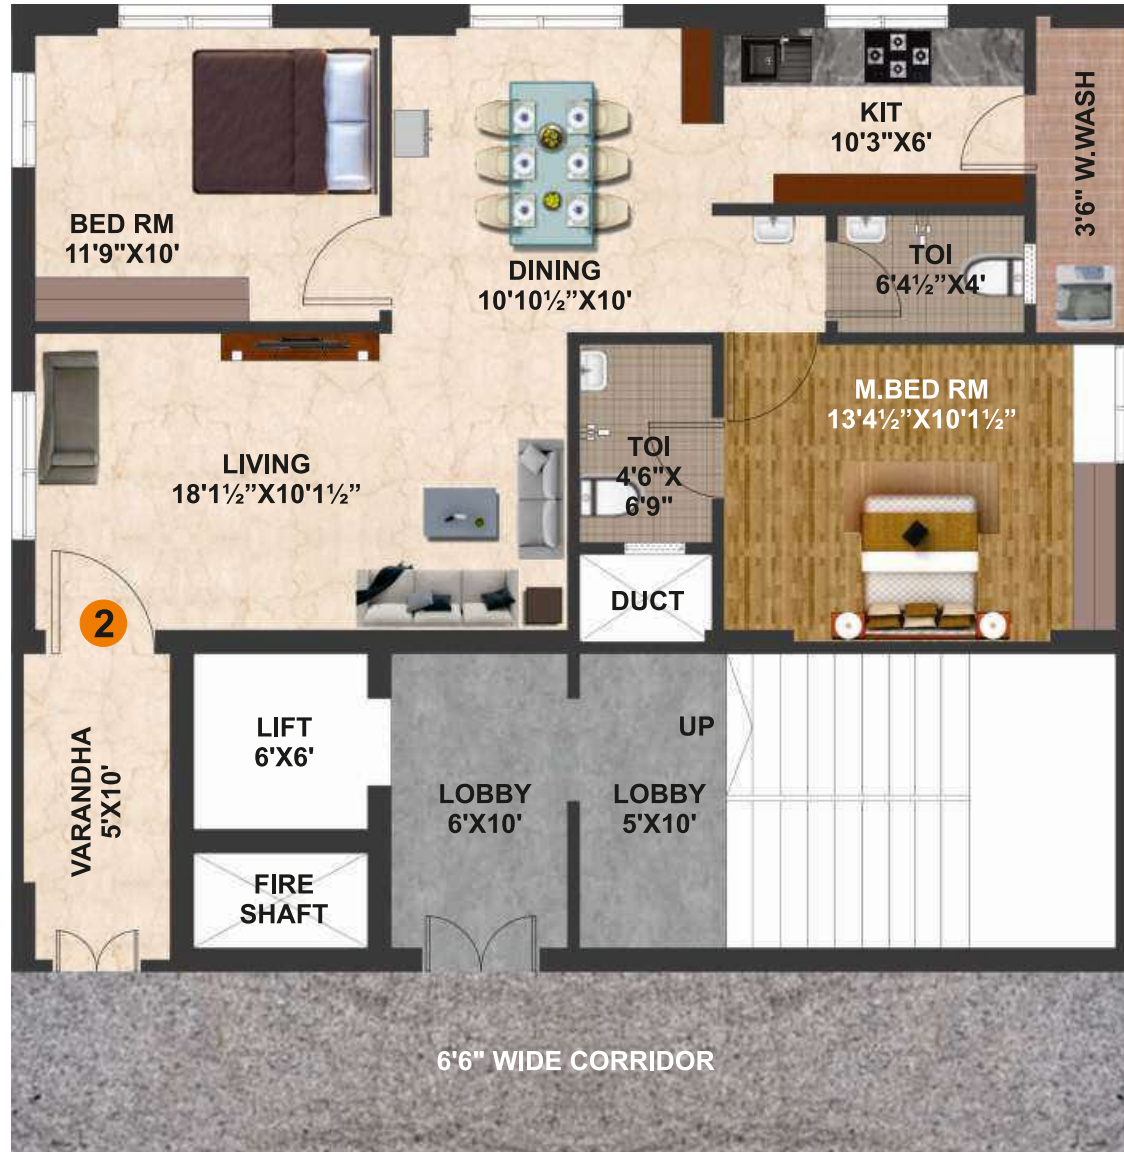 KIT
10'3"X6'
3'6" W.WASH
BED RM
11'9"X10'
DINING
10'10½”X10'
TOI
6'4½”X4'
M.BED RM
13'4½”X10'1½”
LIVING
18'1½”X10'1½”
TOI
4'6"X
6'9"
DUCT
2
LIFT
6'X6'
UP
VARANDHA
5'X10'
LOBBY
6'X10'
LOBBY
5'X10'
FIRE
SHAFT
6'6" WIDE CORRIDOR